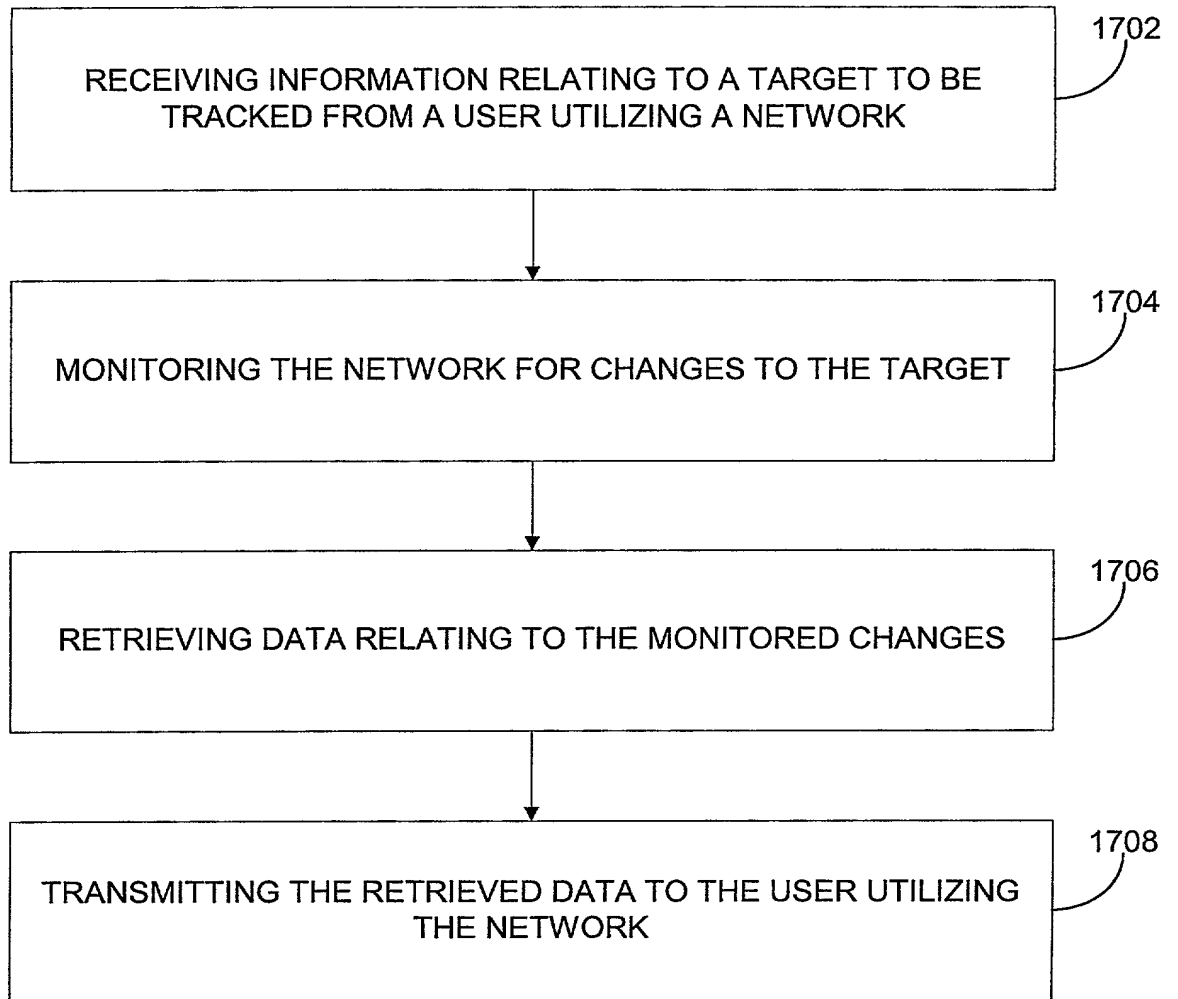 1702
RECEIVING INFORMATION RELATING TO A TARGET TO BE
TRACKED FROM A USER UTILIZING A NETWORK
1704
MONITORING THE NETWORK FOR CHANGES TO THE TARGET
1706
RETRIEVING DATA RELATING TO THE MONITORED CHANGES
1708
TRANSMITTING THE RETRIEVED DATA TO THE USER UTILIZING
THE NETWORK